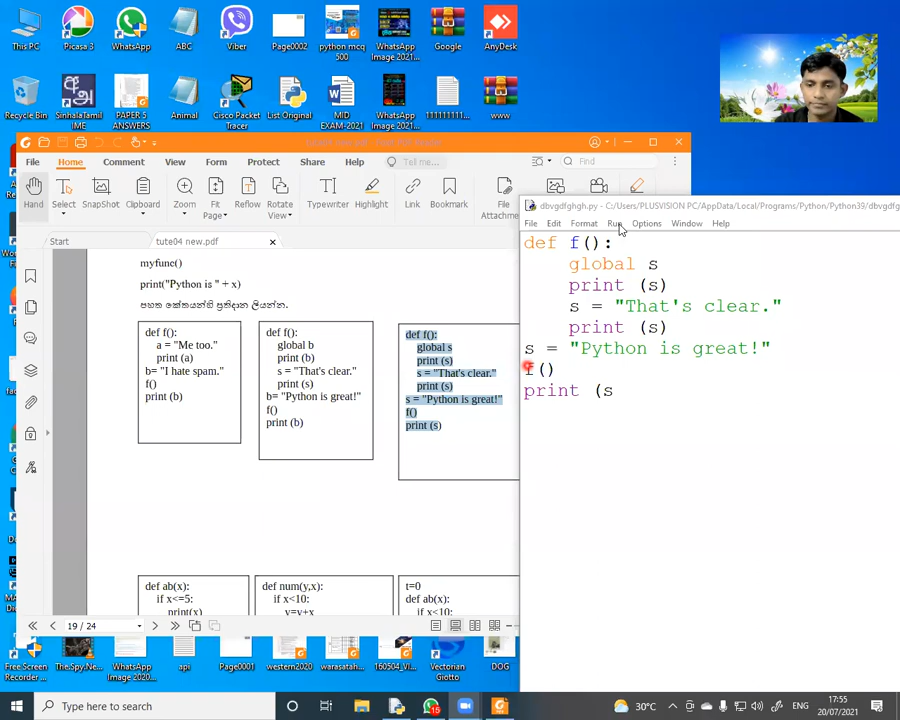 This PC
Picasa 3
WhatsApp
ABC
Viber
Page0002
python mcq
500
WhatsApp
Image 2021...
Google
AnyDesk
Recycle Bin
SinhalaTamil
IME
PAPER 5
ANSWERS
Animal
Cisco Packet
Tracer
List Original
MID
EXAM-2021
WhatsApp
Image 2021...
1111111111...
www
File
Home
Comment
View
Form
Protect
Share
Help
Tell me...
Find
Hand
Select
SnapShot
Clipboard
Zoom
Fit
Page
Reflow
Rotate
View
Typewriter
Highlight
Link
Bookmark
File
Attachme
Start
tute04 new.pdf
myfunc()
print("Python is " + x)
පහත කේතයන්හි ප්‍රතිදාන ලියන්න.
def f():
a = "Me too."
print (a)
b= "I hate spam."
f()
print (b)
def f():
global b
print (b)
s = "That's clear."
print (s)
b= "Python is great!"
f()
print (b)
def f():
global s
print (s)
s = "That's clear."
print (s)
s = "Python is great!"
f()
print (s)
def ab(x):
if x<=5:
print(x)
def num(y,x):
if x<10:
y=y+x
t=0
def ab(x):
if x<10:
19 / 24
dbvgdfghgh.py - C:/Users/PLUSVISION PC/AppData/Local/Programs/Python/Python39/dbvgdfg
File
Edit
Format
Run
Options
Window
Help
def f():
global s
print (s)
s = "That's clear."
print (s)
s = "Python is great!"
f()
print (s
Free Screen
Recorder
The.Spy.Ne...
WhatsApp
Image 2020...
api
Page0001
western2020
warasatah...
160504_VI...
Vectorian
Giotto
DOG
Type here to search
15
30°C
ENG
17:55
20/07/2021